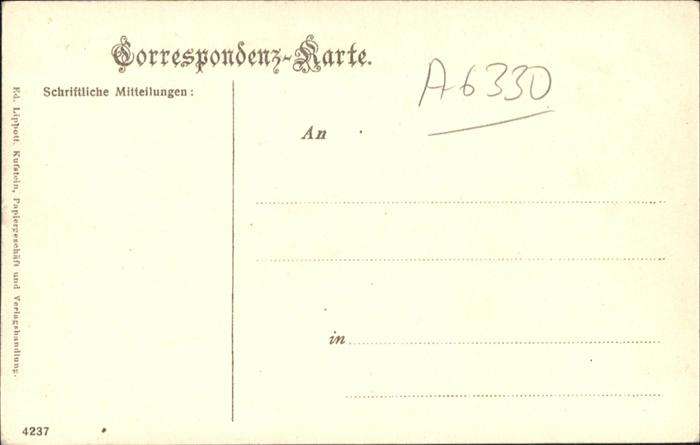 Correspondenz-Karte.
A6330
Schriftliche Mitteilungen:
An
in
Ed. Lippott, Kufstein, Papiergeschäft und Verlagshandlung.
4237